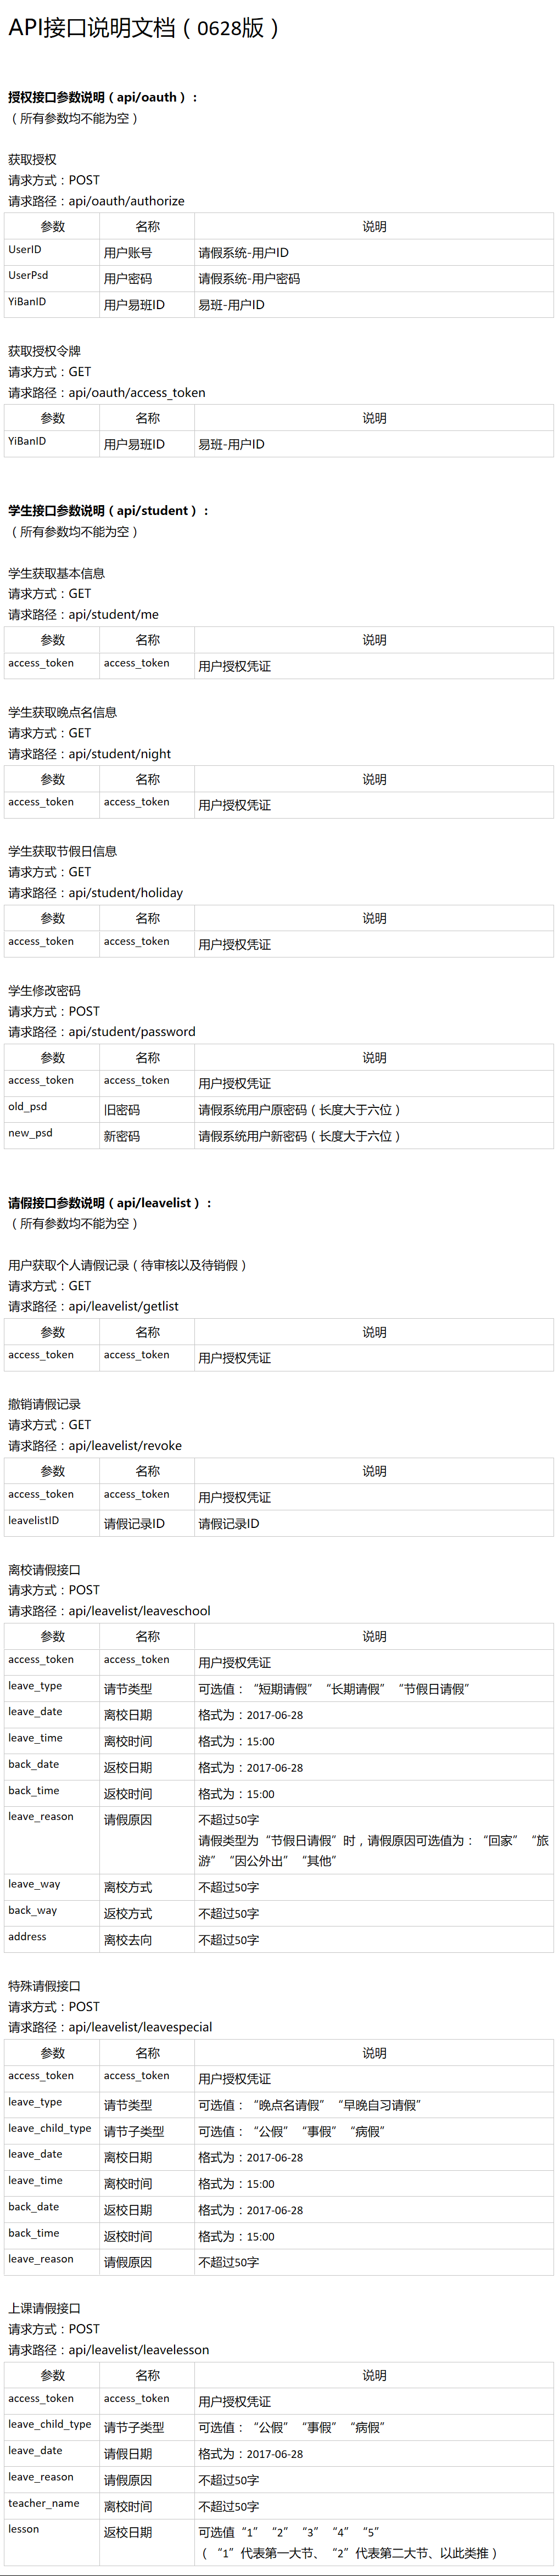 API接口说明文档（0628版）
授权接口参数说明（api/oauth）：
（所有参数均不能为空）
获取授权
请求方式：POST
请求路径：api/oauth/authorize
参数 名称 说明
UserID 用户账号 请假系统-用户ID
UserPsd 用户密码 请假系统-用户密码
YiBanID 用户易班ID 易班-用户ID
获取授权令牌
请求方式：GET
请求路径：api/oauth/access_token
参数 名称 说明
YiBanID 用户易班ID 易班-用户ID
学生接口参数说明（api/student）：
（所有参数均不能为空）
学生获取基本信息
请求方式：GET
请求路径：api/student/me
参数 名称 说明
access_token access_token 用户授权凭证
学生获取晚点名信息
请求方式：GET
请求路径：api/student/night
参数 名称 说明
access_token access_token 用户授权凭证
学生获取节假日信息
请求方式：GET
请求路径：api/student/holiday
参数 名称 说明
access_token access_token 用户授权凭证
学生修改密码
请求方式：POST
请求路径：api/student/password
参数 名称 说明
access_token access_token 用户授权凭证
old_psd 旧密码 请假系统用户原密码（长度大于六位）
new_psd 新密码 请假系统用户新密码（长度大于六位）
请假接口参数说明（api/leavelist）：
（所有参数均不能为空）
用户获取个人请假记录（待审核以及待销假）
请求方式：GET
请求路径：api/leavelist/getlist
参数 名称 说明
access_token access_token 用户授权凭证
撤销请假记录
请求方式：GET
请求路径：api/leavelist/revoke
参数 名称 说明
access_token access_token 用户授权凭证
leavelistID 请假记录ID 请假记录ID
离校请假接口
请求方式：POST
请求路径：api/leavelist/leaveschool
参数 名称 说明
access_token access_token 用户授权凭证
leave_type 请节类型 可选值：“短期请假” “长期请假” “节假日请假”
leave_date 离校日期 格式为：2017-06-28
leave_time 离校时间 格式为：15:00
back_date 返校日期 格式为：2017-06-28
back_time 返校时间 格式为：15:00
leave_reason 请假原因 不超过50字
请假类型为“节假日请假”时，请假原因可选值为：“回家” “旅
游” “因公外出” “其他”
leave_way 离校方式 不超过50字
back_way 返校方式 不超过50字
address 离校去向 不超过50字
特殊请假接口
请求方式：POST
请求路径：api/leavelist/leavespecial
参数 名称 说明
access_token access_token 用户授权凭证
leave_type 请节类型 可选值：“晚点名请假” “早晚自习请假”
leave_child_type 请节子类型 可选值：“公假” “事假” “病假”
leave_date 离校日期 格式为：2017-06-28
leave_time 离校时间 格式为：15:00
back_date 返校日期 格式为：2017-06-28
back_time 返校时间 格式为：15:00
leave_reason 请假原因 不超过50字
上课请假接口
请求方式：POST
请求路径：api/leavelist/leavelesson
参数 名称 说明
access_token access_token 用户授权凭证
leave_child_type 请节子类型 可选值：“公假” “事假” “病假”
leave_date 请假日期 格式为：2017-06-28
leave_reason 请假原因 不超过50字
teacher_name 离校时间 不超过50字
lesson 返校日期 可选值“1” “2” “3” “4” “5”
（“1”代表第一大节、“2”代表第二大节、以此类推）